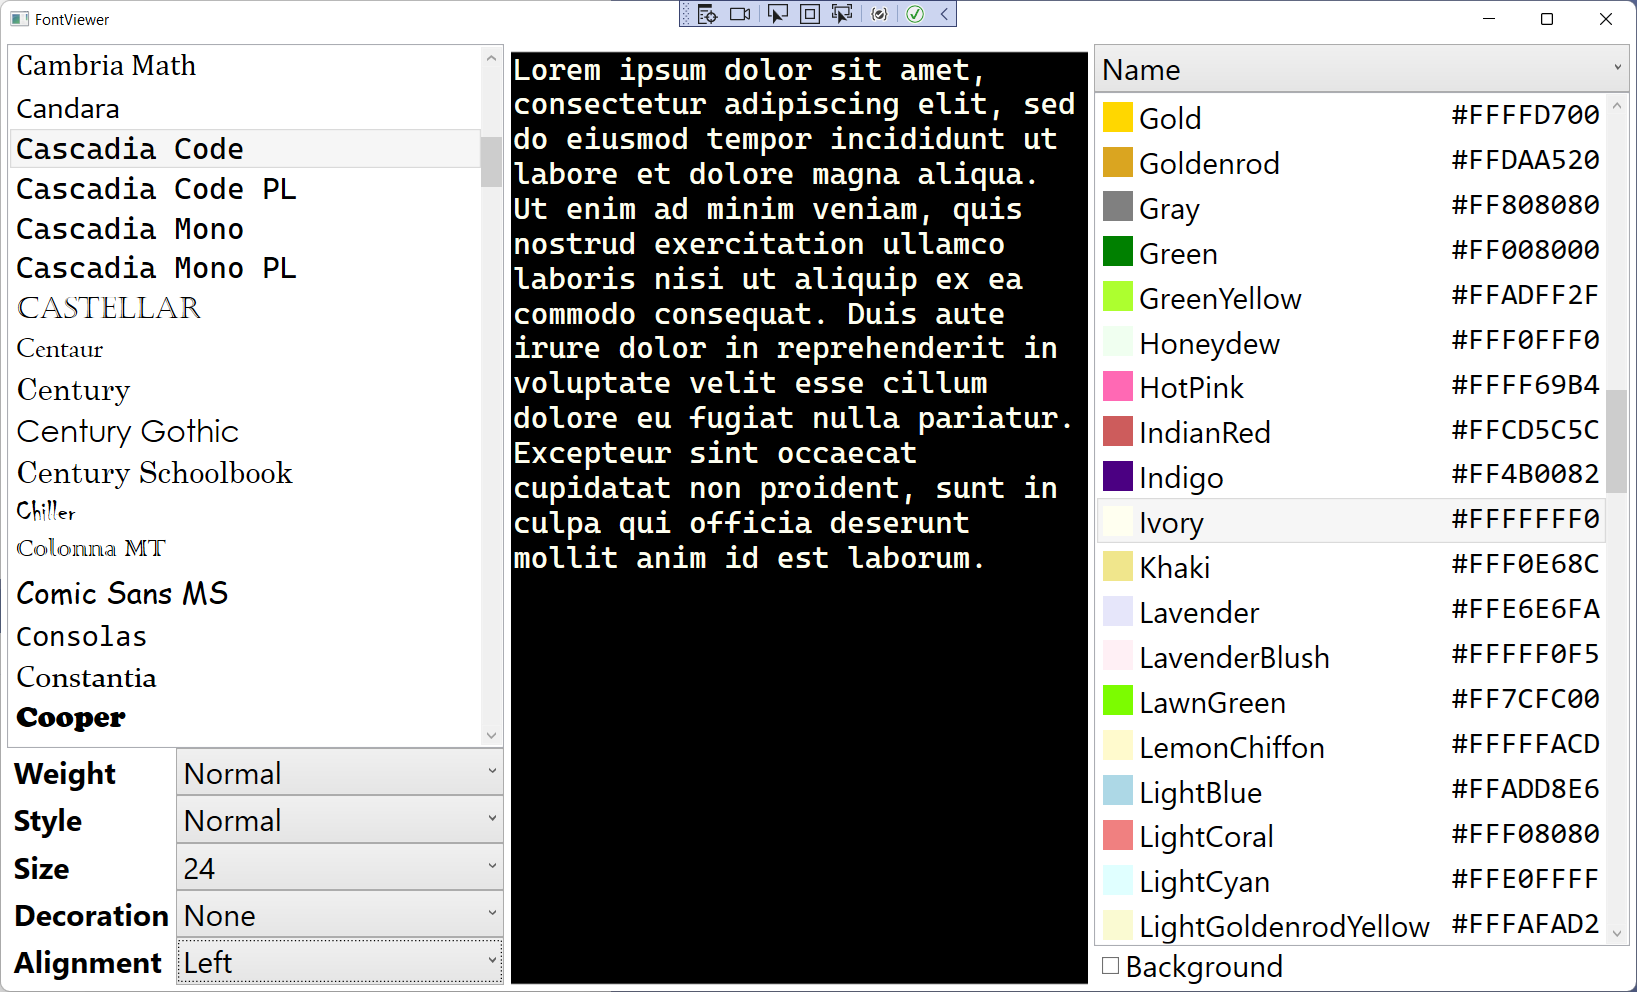 FontViewer
Cambria Math
Candara
Cascadia Code
Cascadia Code PL
Cascadia Mono
Cascadia Mono PL
CASTELLAR
Centaur
Century
Century Gothic
Century Schoolbook
Chiller
Colonna MT
Comic Sans MS
Consolas
Constantia
Cooper
Weight Normal
Style Normal
Size 24
Decoration None
Alignment Left
Lorem ipsum dolor sit amet,
consectetur adipiscing elit, sed
do eiusmod tempor incididunt ut
labore et dolore magna aliqua.
Ut enim ad minim veniam, quis
nostrud exercitation ullamco
laboris nisi ut aliquip ex ea
commodo consequat. Duis aute
irure dolor in reprehenderit in
voluptate velit esse cillum
dolore eu fugiat nulla pariatur.
Excepteur sint occaecat
cupidatat non proident, sunt in
culpa qui officia deserunt
mollit anim id est laborum.
Name
Gold #FFFFD700
Goldenrod #FFDAA520
Gray #FF808080
Green #FF008000
GreenYellow #FFADFF2F
Honeydew #FFF0FFF0
HotPink #FFFF69B4
IndianRed #FFCD5C5C
Indigo #FF4B0082
Ivory #FFFFFFF0
Khaki #FFF0E68C
Lavender #FFE6E6FA
LavenderBlush #FFFFF0F5
LawnGreen #FF7CFC00
LemonChiffon #FFFFFACD
LightBlue #FFADD8E6
LightCoral #FFF08080
LightCyan #FFE0FFFF
LightGoldenrodYellow #FFFAFAD2
Background